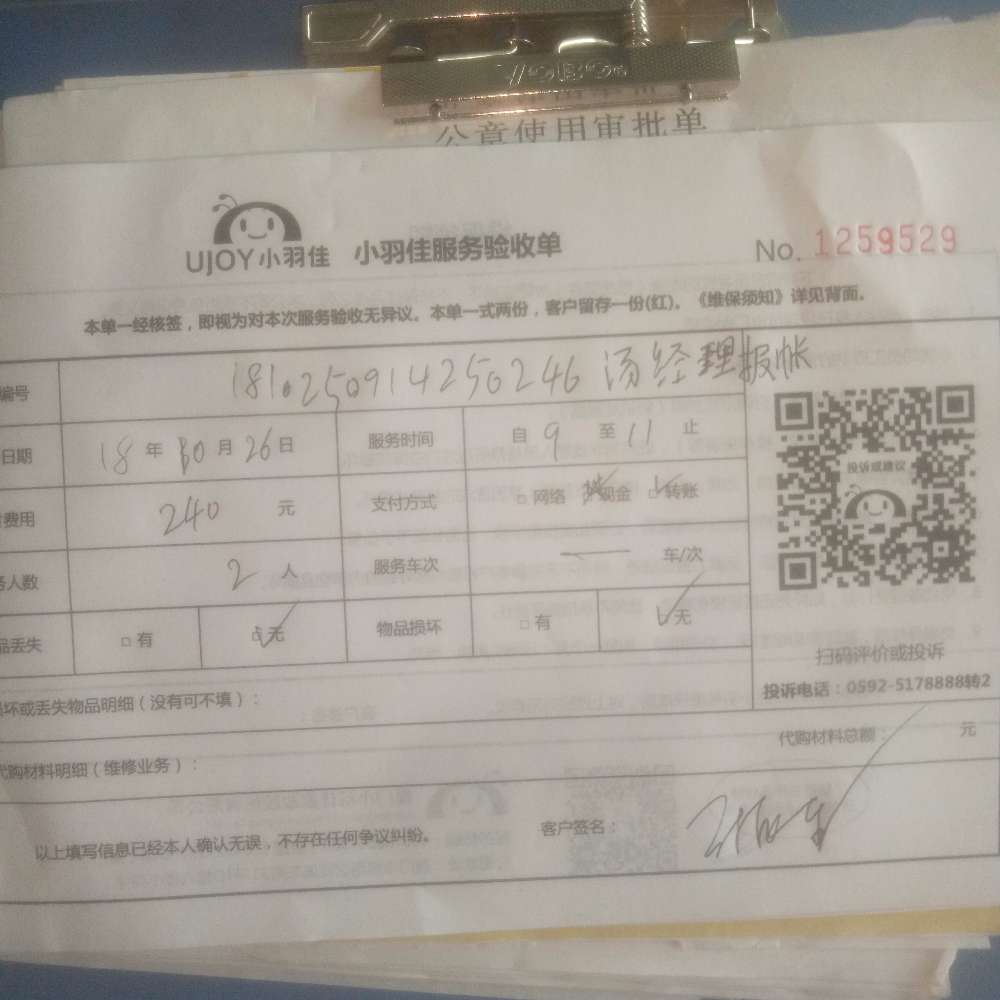 公章使用审批单
UJOY小羽佳 小羽佳服务验收单 No. 1259529
本单一经核签，即视为对本次服务验收无异议。本单一式两份，客户留存一份(红)。《维保须知》详见背面。
编号 1810250914250246 汤经理报帐
日期 18 年 10 月 26 日 服务时间 自 9 至 11 止
费用 240 元 支付方式 □ 网络 现金 □ 转账
投诉或建议
务人数 2 人 服务车次 — 车/次
品丢失 □ 有 □ 无 物品损坏 □ 有 □ 无
扫码评价或投诉
投诉电话：0592-5178888转2
损坏或丢失物品明细（没有可不填）：
代购材料明细（维修业务）： 代购材料总额： 元
以上填写信息已经本人确认无误，不存在任何争议纠纷。 客户签名：